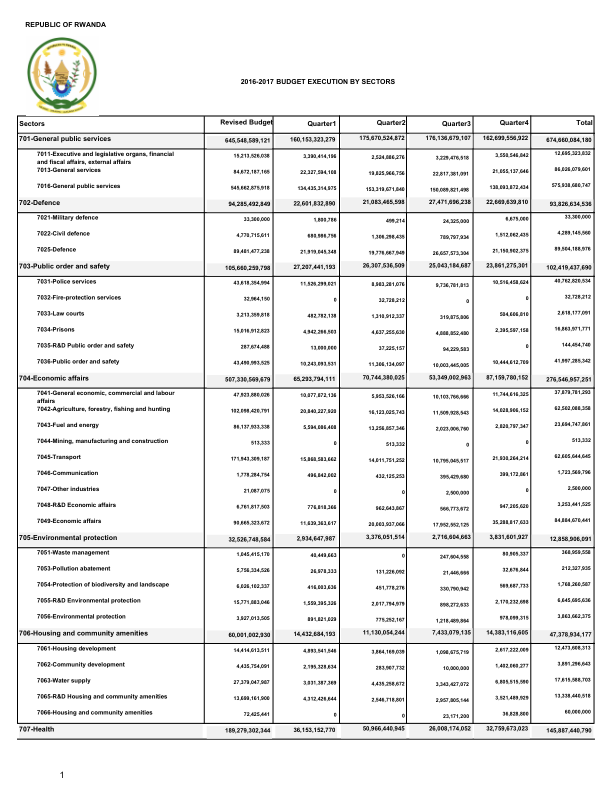 REPUBLIC OF RWANDA
2016-2017 BUDGET EXECUTION BY SECTORS
Sectors Revised Budget Quarter1 Quarter2 Quarter3 Quarter4 Total
701-General public services 645,548,589,121 160,153,323,279 175,670,524,872 176,136,679,107 162,699,556,922 674,660,084,180
7011-Executive and legislative organs, financial and fiscal affairs, external affairs 15,213,526,038 3,390,414,196 2,524,886,276 3,229,476,518 3,550,546,842 12,695,323,832
7013-General services 84,672,187,165 22,327,594,108 19,825,966,756 22,817,381,091 21,055,137,646 86,026,079,601
7016-General public services 545,662,875,918 134,435,314,975 153,319,671,840 150,089,821,498 138,093,872,434 575,938,680,747
702-Defence 94,285,492,849 22,601,832,890 21,083,465,598 27,471,696,238 22,669,639,810 93,826,634,536
7021-Military defence 33,300,000 1,800,786 499,214 24,325,000 6,675,000 33,300,000
7022-Civil defence 4,770,715,611 680,986,756 1,306,298,435 789,797,934 1,512,062,435 4,289,145,560
7025-Defence 89,481,477,238 21,919,045,348 19,776,667,949 26,657,573,304 21,150,902,375 89,504,188,976
703-Public order and safety 105,660,259,798 27,207,441,193 26,307,536,509 25,043,184,687 23,861,275,301 102,419,437,690
7031-Police services 43,618,354,994 11,526,299,021 8,983,281,076 9,736,781,813 10,516,458,624 40,762,820,534
7032-Fire-protection services 32,964,150 0 32,728,212 0 0 32,728,212
7033-Law courts 3,213,359,818 482,782,138 1,310,912,337 319,875,806 504,606,810 2,618,177,091
7034-Prisons 15,016,912,823 4,942,266,503 4,637,255,630 4,888,852,480 2,395,597,158 16,863,971,771
7035-R&D Public order and safety 287,674,488 13,000,000 37,225,157 94,229,583 0 144,454,740
7036-Public order and safety 43,490,993,525 10,243,093,531 11,306,134,097 10,003,445,005 10,444,612,709 41,997,285,342
704-Economic affairs 507,330,569,679 65,293,794,111 70,744,380,025 53,349,002,963 87,159,780,152 276,546,957,251
7041-General economic, commercial and labour affairs 47,923,880,026 10,077,872,136 5,953,526,166 10,103,766,666 11,744,616,325 37,879,781,293
7042-Agriculture, forestry, fishing and hunting 102,098,420,791 20,840,227,920 16,123,025,743 11,509,928,543 14,028,906,152 62,502,088,358
7043-Fuel and energy 86,137,933,338 5,594,086,408 13,256,857,346 2,023,006,760 2,820,797,347 23,694,747,861
7044-Mining, manufacturing and construction 513,333 0 513,332 0 0 513,332
7045-Transport 171,943,309,187 15,868,583,662 14,011,751,252 10,795,045,517 21,930,264,214 62,605,644,645
7046-Communication 1,778,284,754 496,842,002 432,125,253 395,429,680 399,172,861 1,723,569,796
7047-Other industries 21,087,075 0 0 2,500,000 0 2,500,000
7048-R&D Economic affairs 6,761,817,503 776,818,366 962,643,867 566,773,672 947,205,620 3,253,441,525
7049-Economic affairs 90,665,323,672 11,639,363,617 20,003,937,066 17,952,552,125 35,288,817,633 84,884,670,441
705-Environmental protection 32,526,748,584 2,934,647,987 3,376,051,514 2,716,604,663 3,831,601,927 12,858,906,091
7051-Waste management 1,045,415,170 40,449,663 0 247,604,558 80,905,337 368,959,558
7053-Pollution abatement 5,756,334,526 26,978,333 131,226,092 21,446,666 32,676,844 212,327,935
7054-Protection of biodiversity and landscape 6,026,102,337 416,003,636 451,778,276 330,790,942 569,687,733 1,768,260,587
7055-R&D Environmental protection 15,771,883,046 1,559,395,326 2,017,794,979 898,272,633 2,170,232,698 6,645,695,636
7056-Environmental protection 3,927,013,505 891,821,029 775,252,167 1,218,489,864 978,099,315 3,863,662,375
706-Housing and community amenities 60,001,002,930 14,432,684,193 11,130,054,244 7,433,079,135 14,383,116,605 47,378,934,177
7061-Housing development 14,414,613,511 4,893,541,546 3,864,169,039 1,098,675,719 2,617,222,009 12,473,608,313
7062-Community development 4,435,754,091 2,195,328,634 283,907,732 10,000,000 1,402,060,277 3,891,296,643
7063-Water supply 27,379,047,987 3,031,387,369 4,435,258,672 3,343,427,072 6,805,515,590 17,615,588,703
7065-R&D Housing and community amenities 13,699,161,900 4,312,426,644 2,546,718,801 2,957,805,144 3,521,489,929 13,338,440,518
7066-Housing and community amenities 72,425,441 0 0 23,171,200 36,828,800 60,000,000
707-Health 189,279,302,344 36,153,152,770 50,966,440,945 26,008,174,052 32,759,673,023 145,887,440,790
1